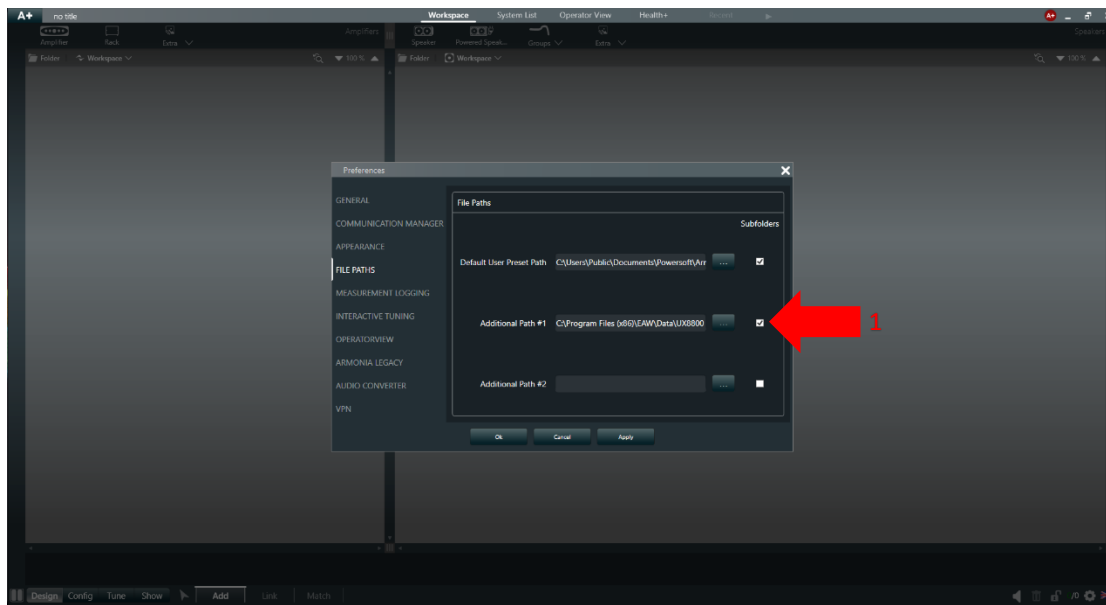 A+ no title Workspace System List Operator View Health+ Recent A+
Amplifier Rack Extra Amplifiers Speaker Powered Speak... Groups Extra Speakers
Folder Workspace 100 % Folder Workspace 100 %
Preferences
GENERAL
File Paths
COMMUNICATION MANAGER
Subfolders
APPEARANCE
Default User Preset Path C:\Users\Public\Documents\Powersoft\Arr ...
FILE PATHS
MEASUREMENT LOGGING
INTERACTIVE TUNING
Additional Path #1 C:\Program Files (x86)\EAW\Data\UX8800 ...
1
OPERATORVIEW
ARMONIA LEGACY
AUDIO CONVERTER
Additional Path #2 ...
VPN
Ok Cancel Apply
Design Config Tune Show Add Link Match /0